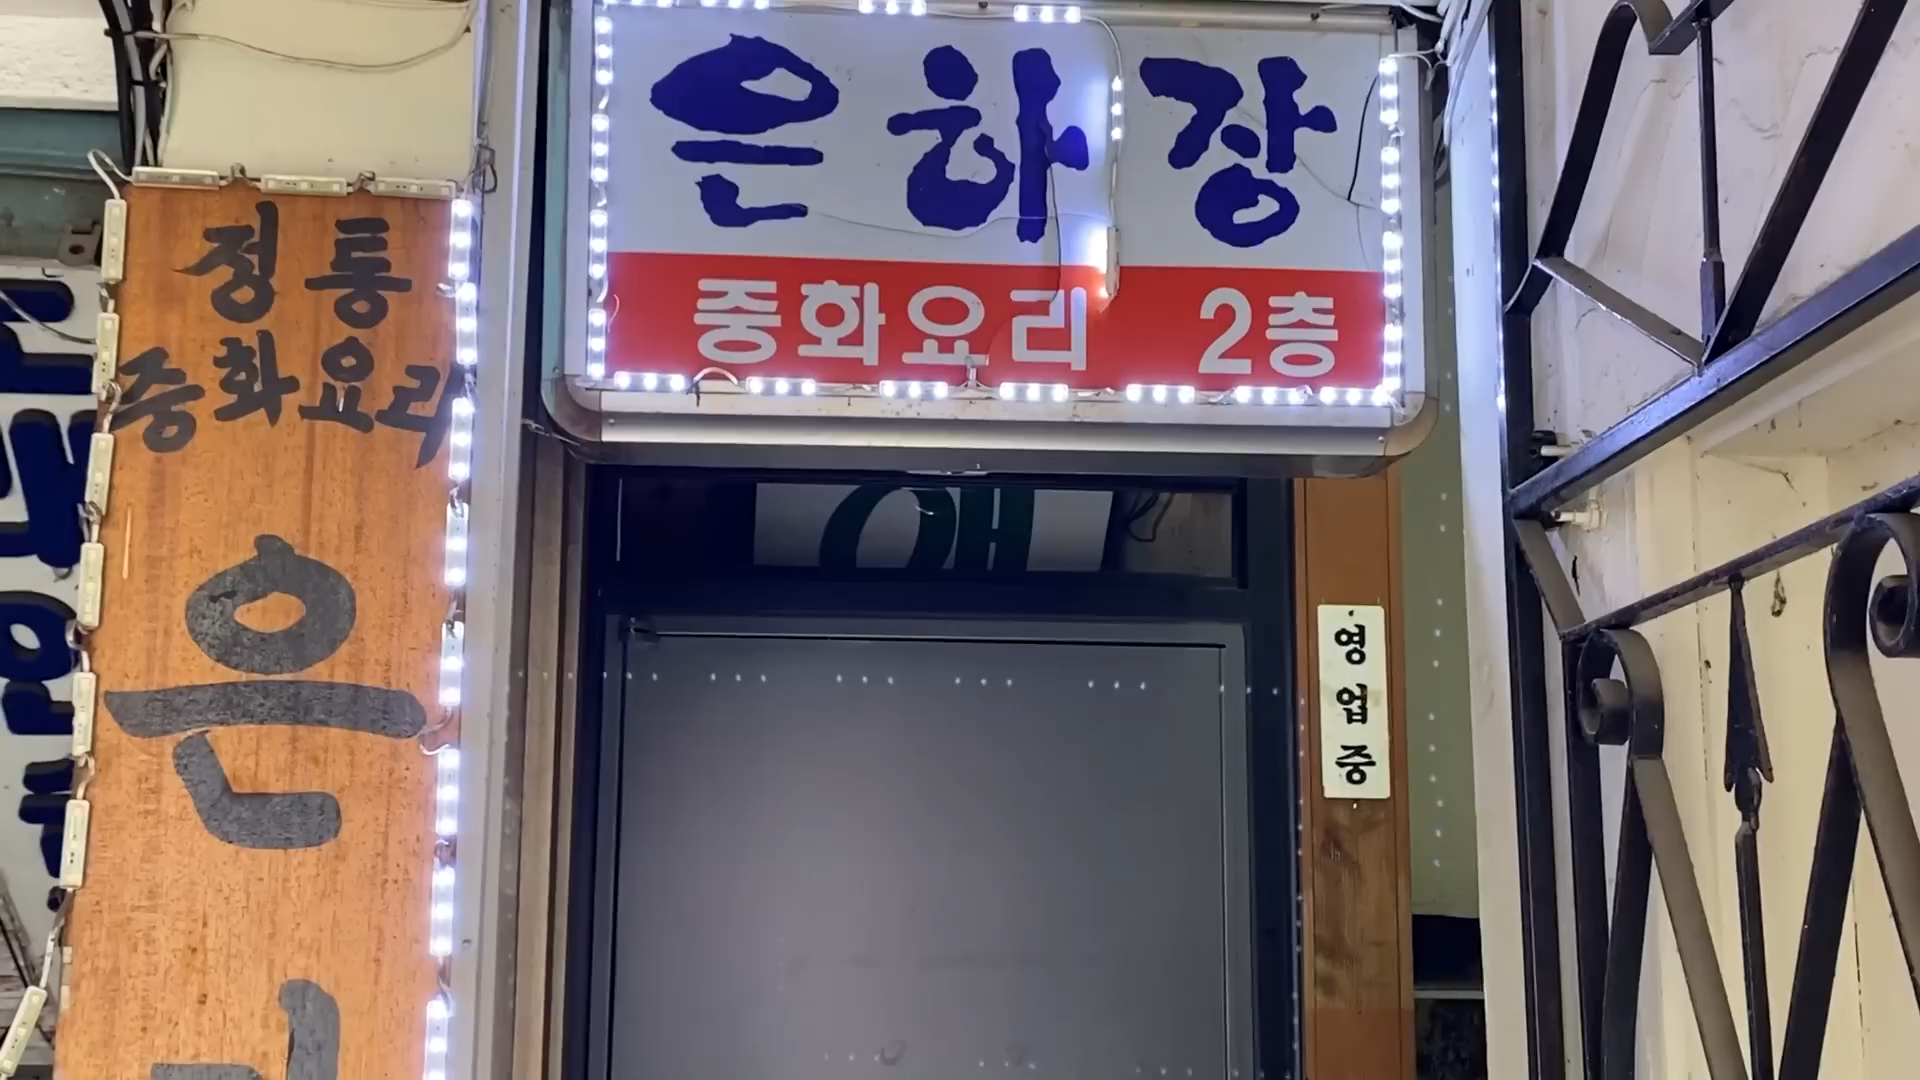 은하장
중화요리 2층
정통
중화요리
은
영업중